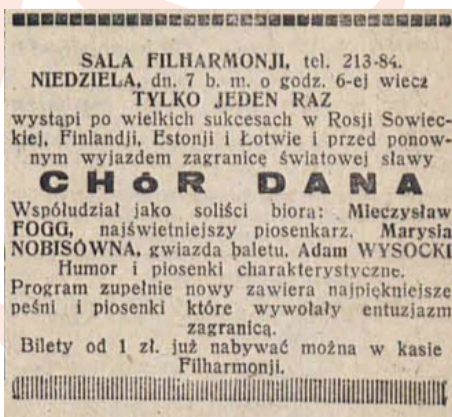 SALA FILHARMONJI, tel. 213-84.
NIEDZIELA, dn. 7 b. m. o godz. 6-ej wiecz
TYLKO JEDEN RAZ
wystąpi po wielkich sukcesach w Rosji Sowiec-
kiej, Finlandji, Estonji i Łotwie i przed ponow-
nym wyjazdem zagranicę światowej sławy
CHÓR DANA
Współudział jako soliści biorą: Mieczysław
FOGG, najświetniejszy piosenkarz, Marysia
NOBISÓWNA, gwiazda baletu. Adam WYSOCKI
Humor i piosenki charakterystyczne.
Program zupełnie nowy zawiera najpiękniejsze
peśni i piosenki które wywołały entuzjazm
zagranicą.
Bilety od 1 zł. już nabywać można w kasie
Filharmonji.